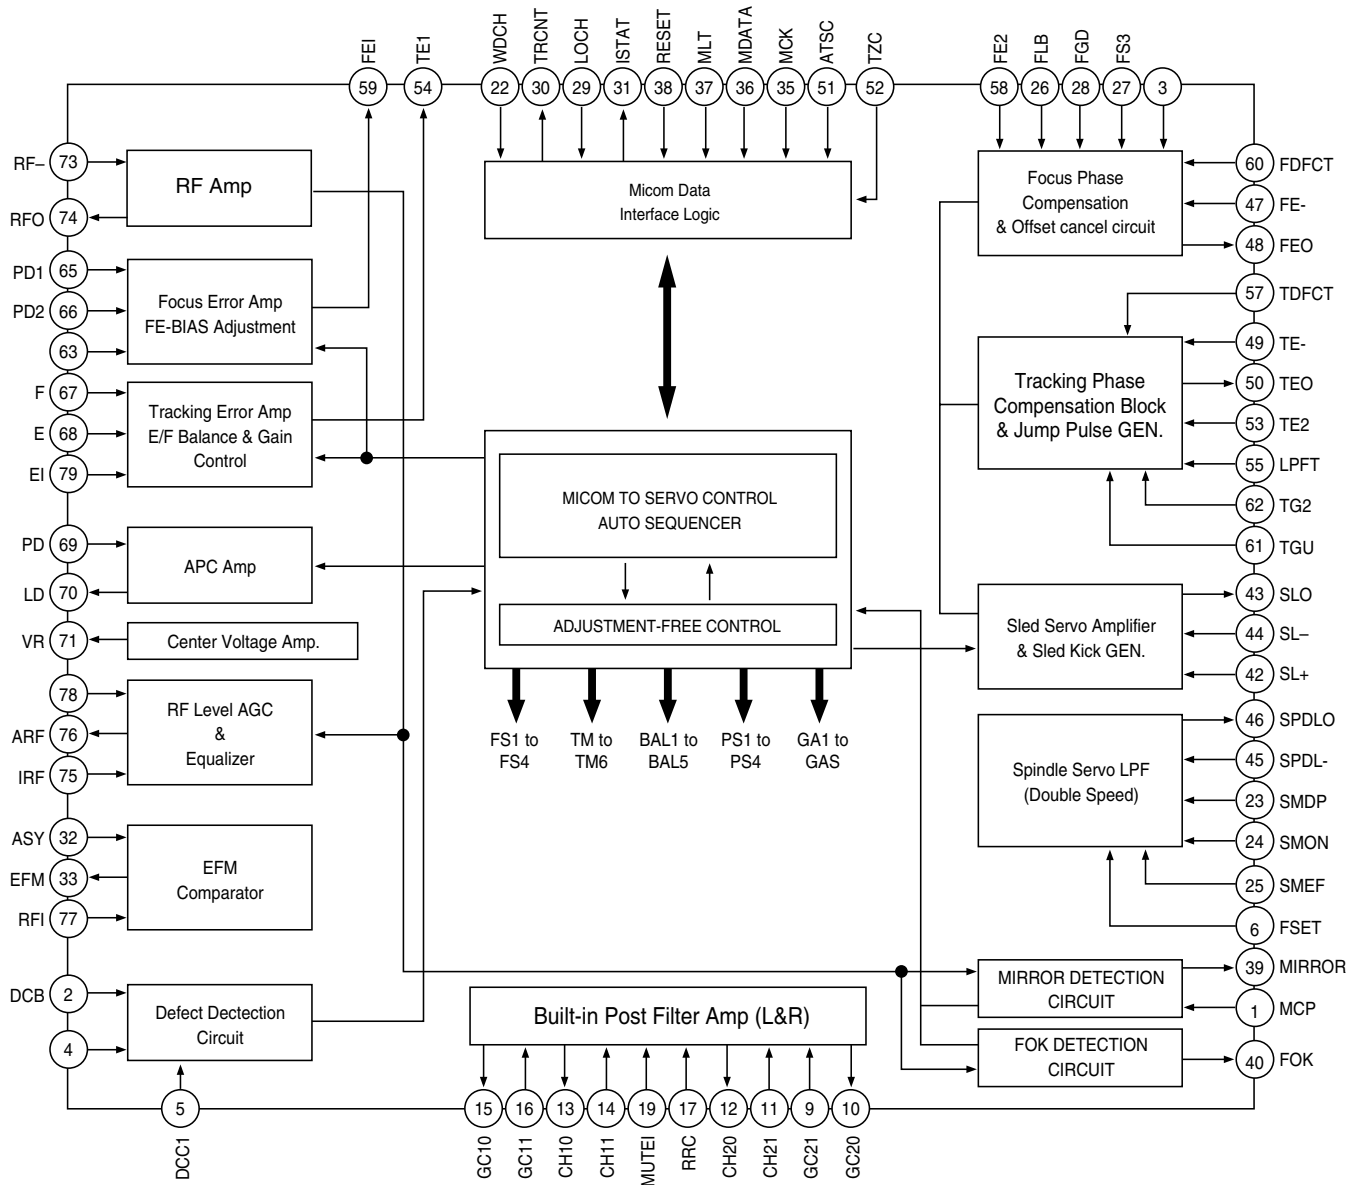 FEI
TE1
WDCH
TRCNT
LOCH
ISTAT
RESET
MLT
MDATA
MCK
ATSC
TZC
FE2
FLB
FGD
FS3
59
54
22
30
29
31
38
37
36
35
51
52
58
26
28
27
3
RF– 73
RFO 74
RF Amp
PD1 65
PD2 66
63
Focus Error Amp
FE-BIAS Adjustment
F 67
E 68
EI 79
Tracking Error Amp
E/F Balance & Gain
Control
PD 69
LD 70
APC Amp
VR 71
Center Voltage Amp.
78
ARF 76
IRF 75
RF Level AGC
&
Equalizer
ASY 32
EFM 33
RFI 77
EFM
Comparator
DCB 2
4
Defect Dectection
Circuit
5
DCC1
Micom Data
Interface Logic
MICOM TO SERVO CONTROL
AUTO SEQUENCER
ADJUSTMENT-FREE CONTROL
FS1 to
FS4
TM to
TM6
BAL1 to
BAL5
PS1 to
PS4
GA1 to
GAS
Built-in Post Filter Amp (L&R)
15
16
13
14
19
17
12
11
9
10
GC10
GC11
CH10
CH11
MUTEI
RRC
CH20
CH21
GC21
GC20
Focus Phase
Compensation
& Offset cancel circuit
60 FDFCT
47 FE-
48 FEO
57 TDFCT
Tracking Phase
Compensation Block
& Jump Pulse GEN.
49 TE-
50 TEO
53 TE2
55 LPFT
62 TG2
61 TGU
Sled Servo Amplifier
& Sled Kick GEN.
43 SLO
44 SL–
42 SL+
Spindle Servo LPF
(Double Speed)
46 SPDLO
45 SPDL-
23 SMDP
24 SMON
25 SMEF
6 FSET
MIRROR DETECTION
CIRCUIT
39 MIRROR
1 MCP
FOK DETECTION
CIRCUIT
40 FOK